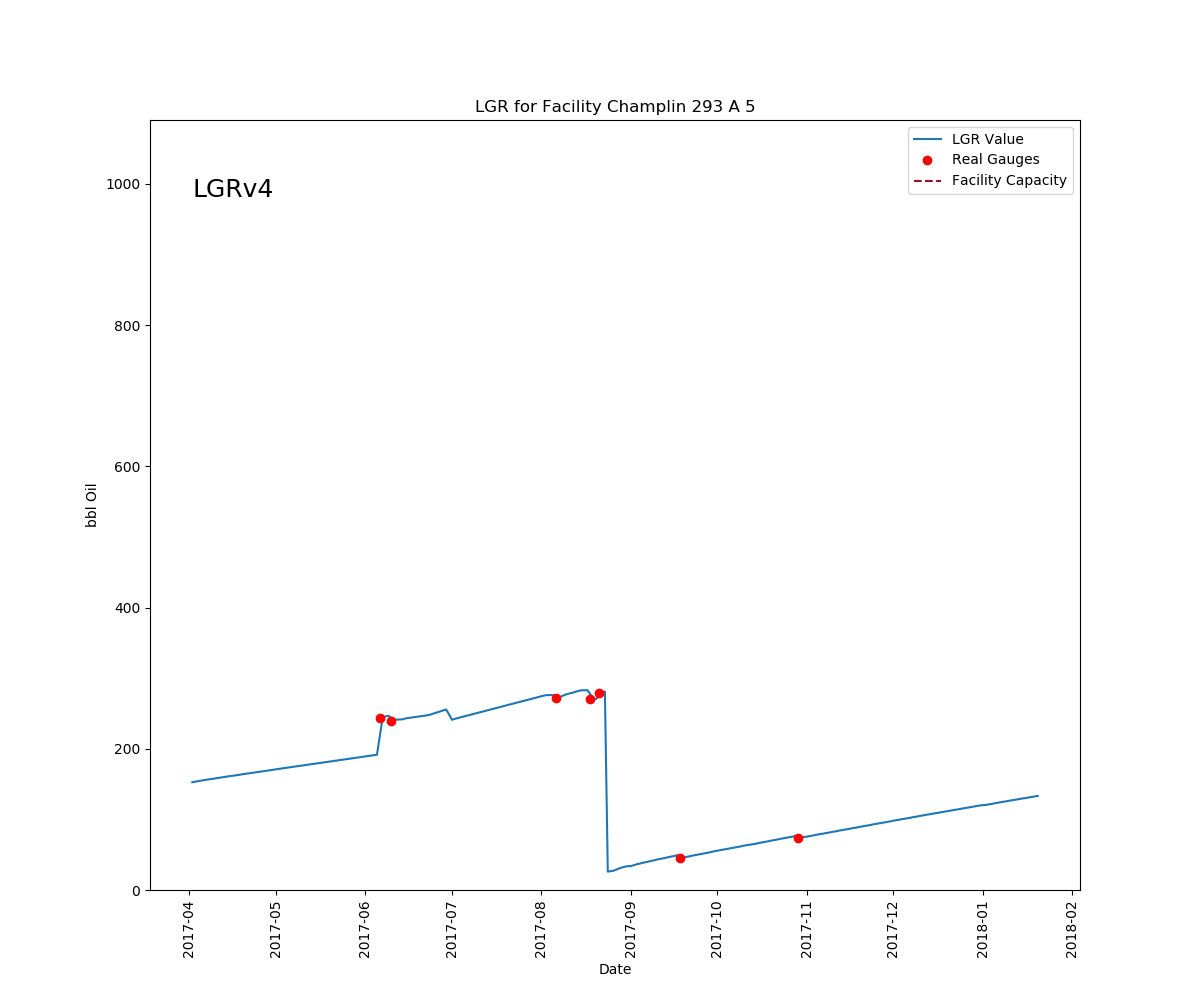 LGR for Facility Champlin 293 A 5
LGR Value
Real Gauges
Facility Capacity
LGRv4
1000
800
600
400
200
0
bbl Oil
2017-04
2017-05
2017-06
2017-07
2017-08
2017-09
2017-10
2017-11
2017-12
2018-01
2018-02
Date